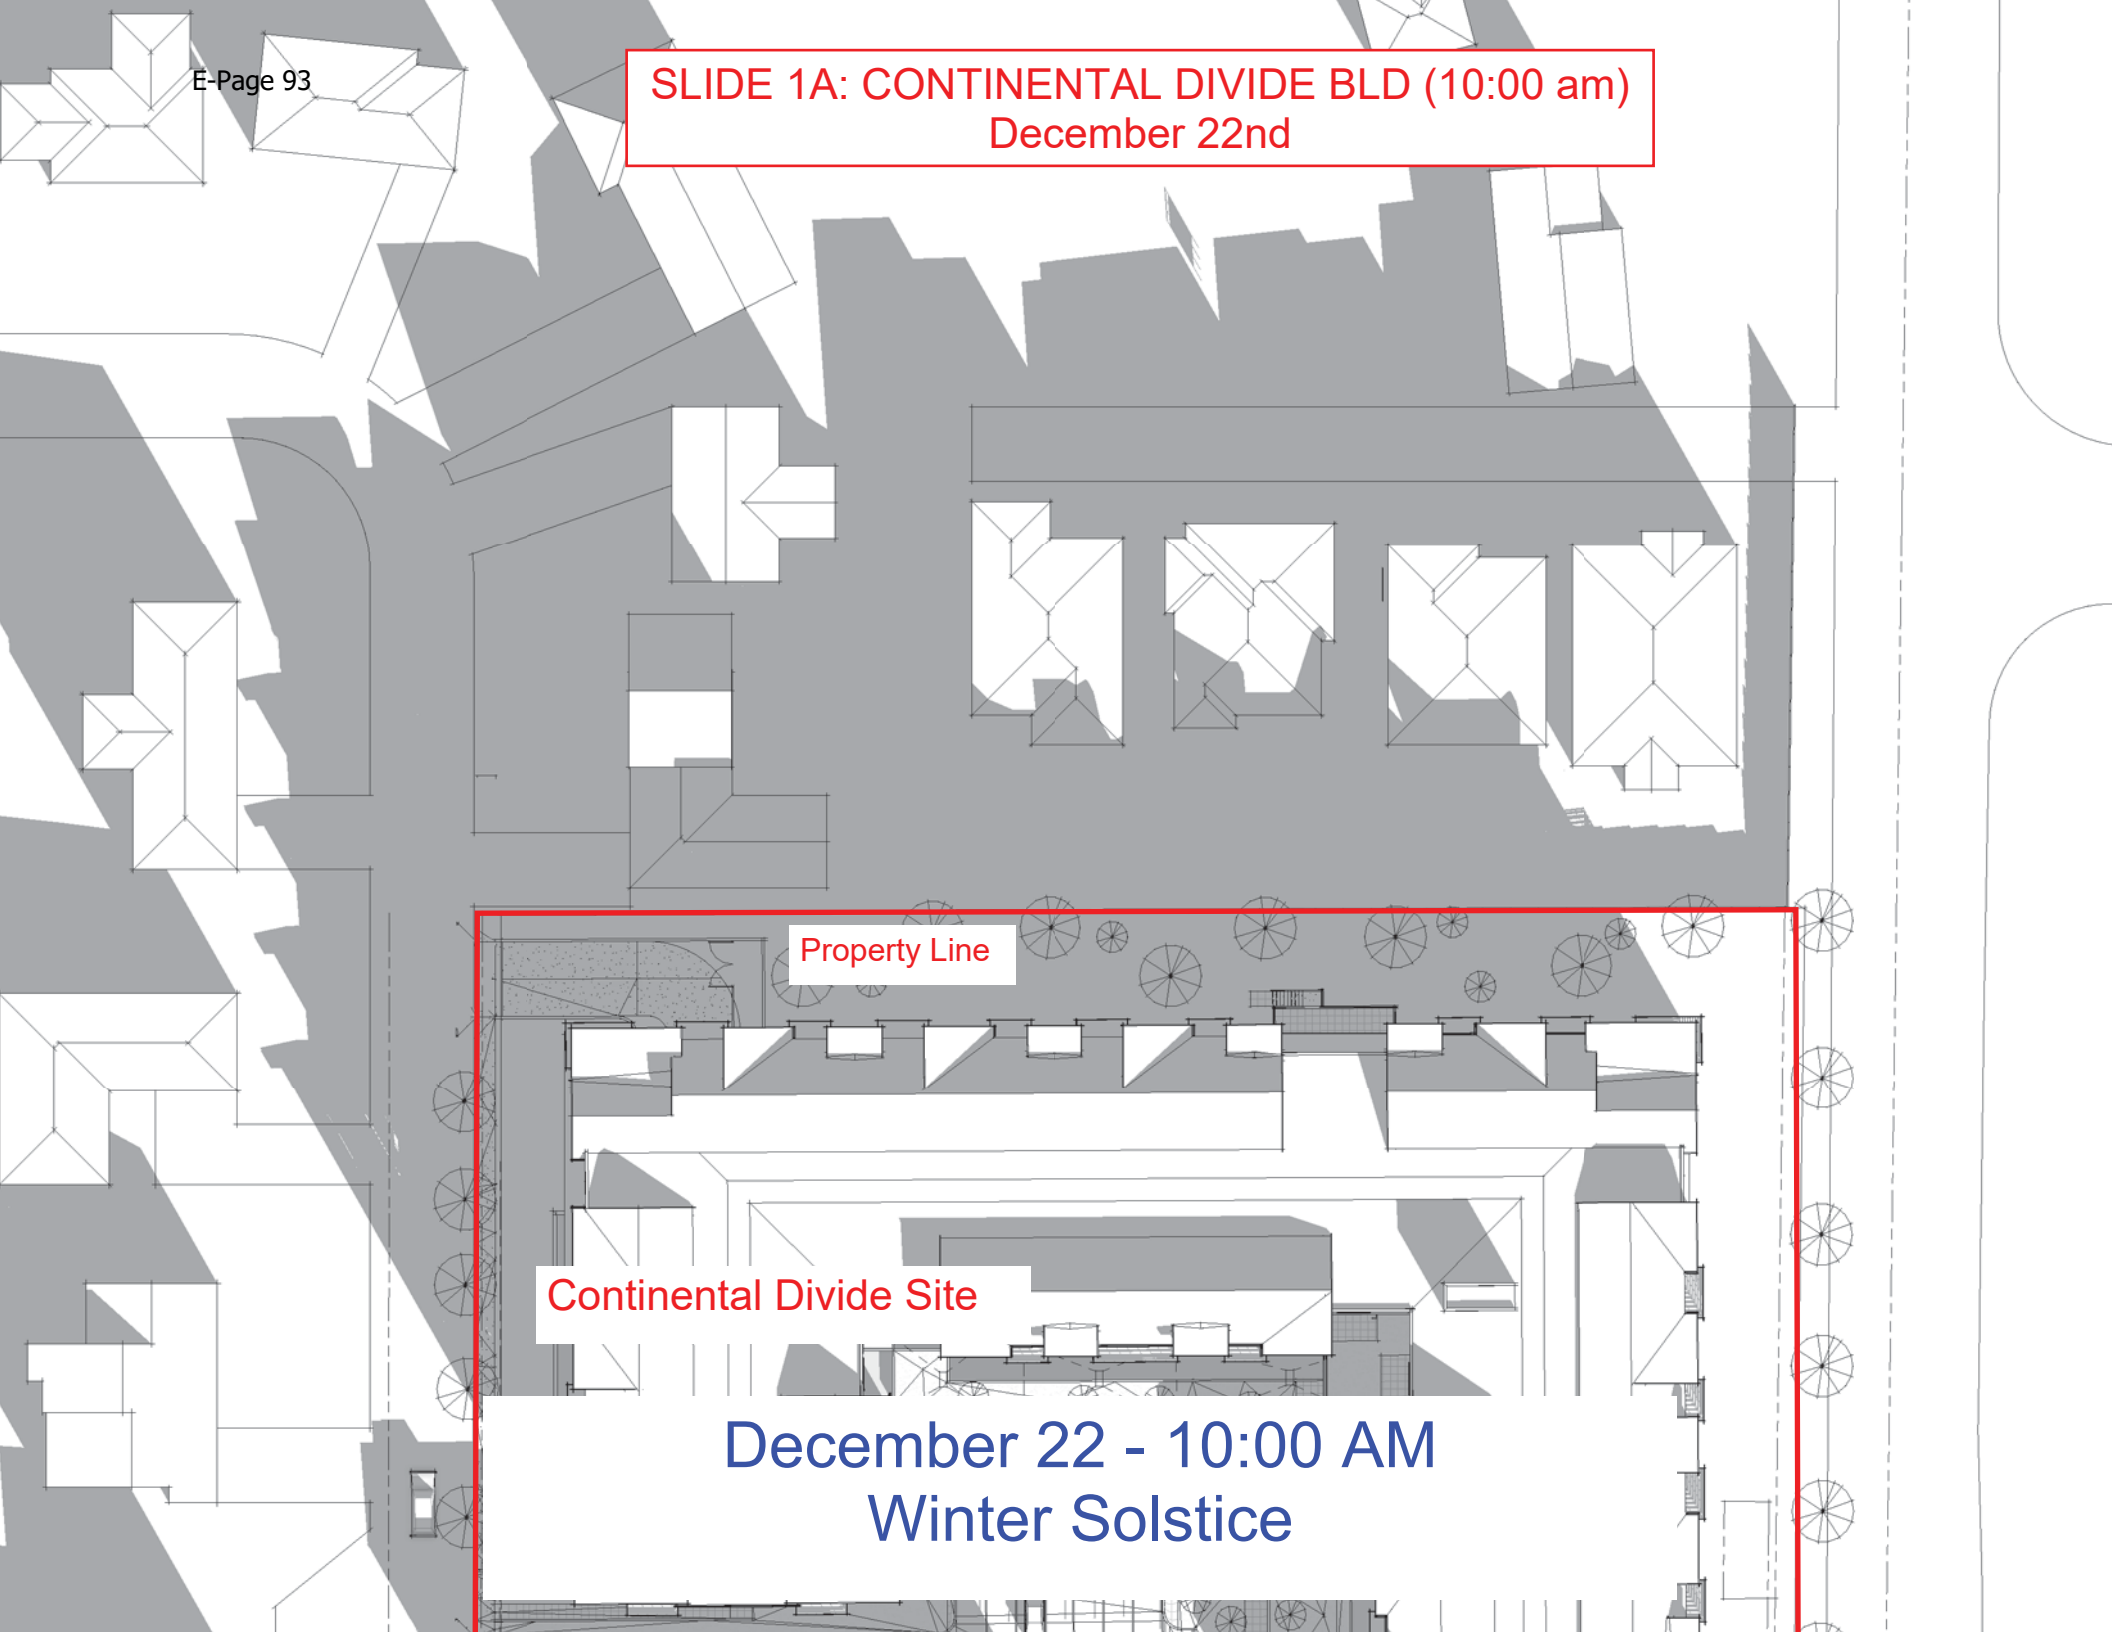 E-Page 93
SLIDE 1A: CONTINENTAL DIVIDE BLD (10:00 am)
December 22nd
Property Line
Continental Divide Site
December 22 - 10:00 AM
Winter Solstice